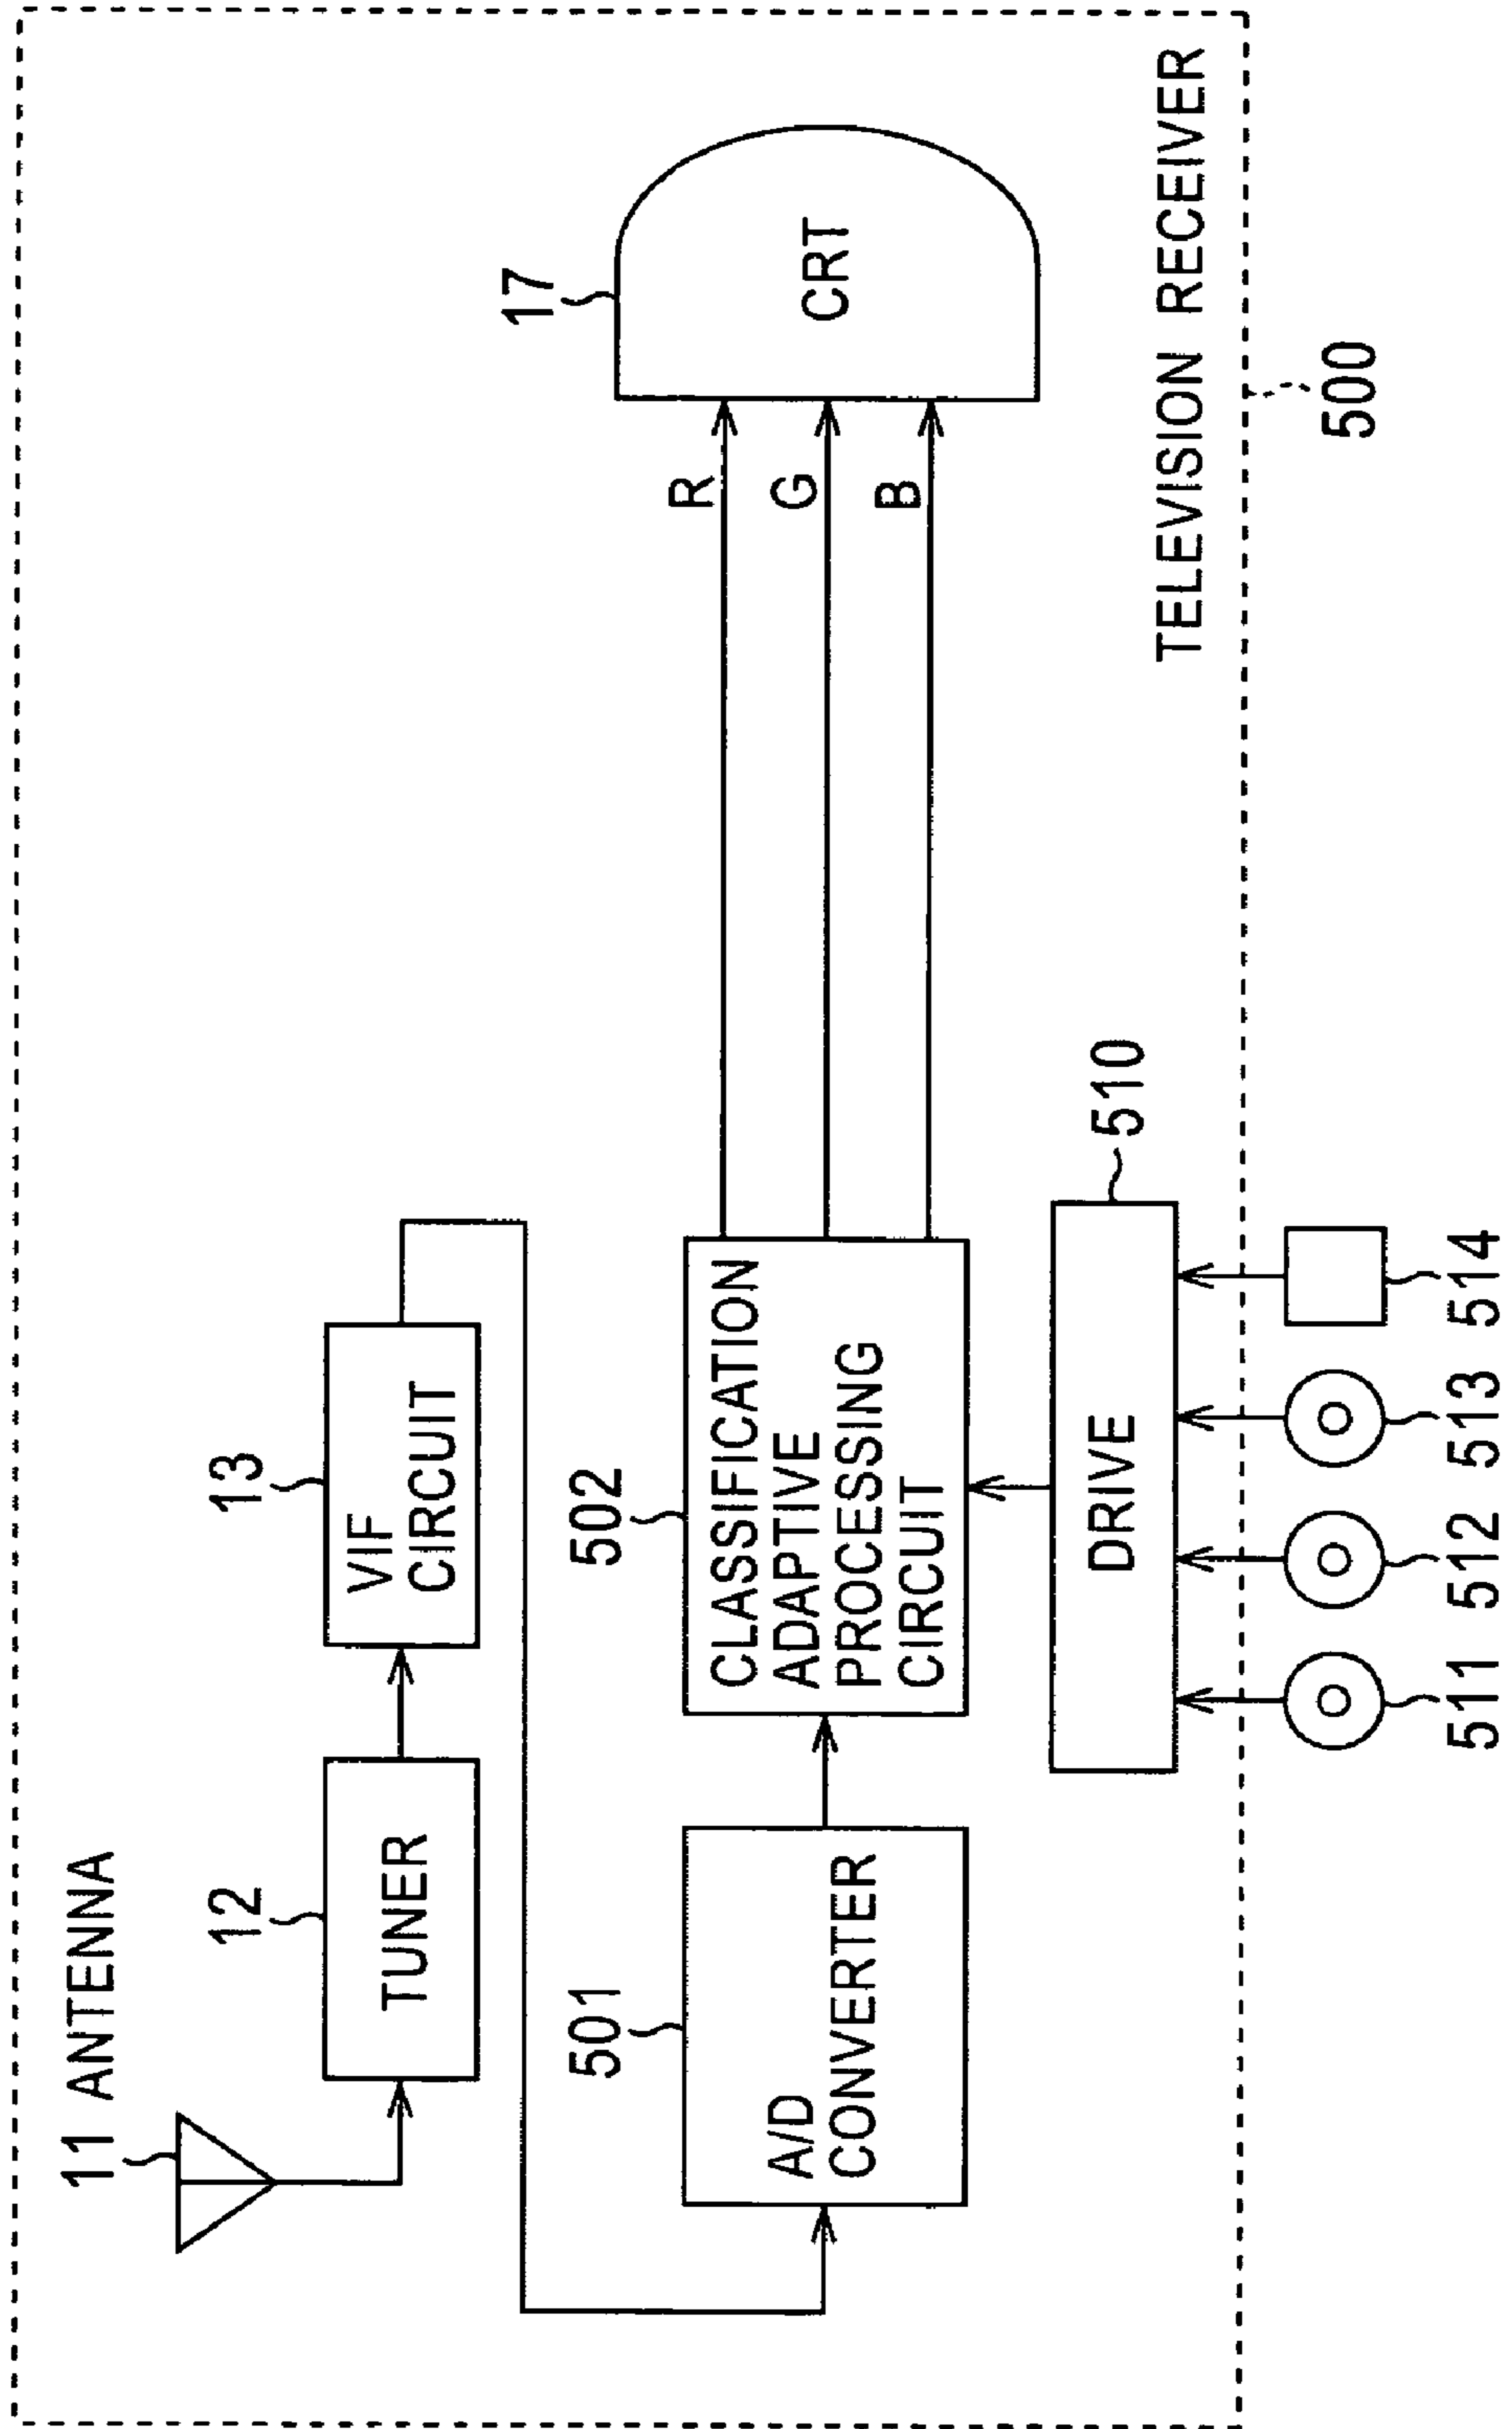 11 ANTENNA
12
TUNER
13
VIF
CIRCUIT
501
A/D
CONVERTER
502
CLASSIFICATION
ADAPTIVE
PROCESSING
CIRCUIT
R
G
B
17
CRT
510
DRIVE
TELEVISION RECEIVER
500
511
512
513
514